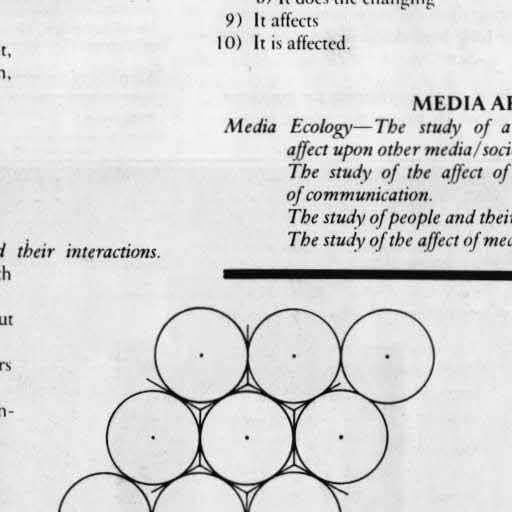 b) It does the changing
9) It affects
10) It is affected.
MEDIA
Media Ecology—The study of a
affect upon other media/soci
The study of the affect of
of communication.
The study of people and their
The study of the affect of med
t,
n,
d their interactions.
th
ut
rs
n-